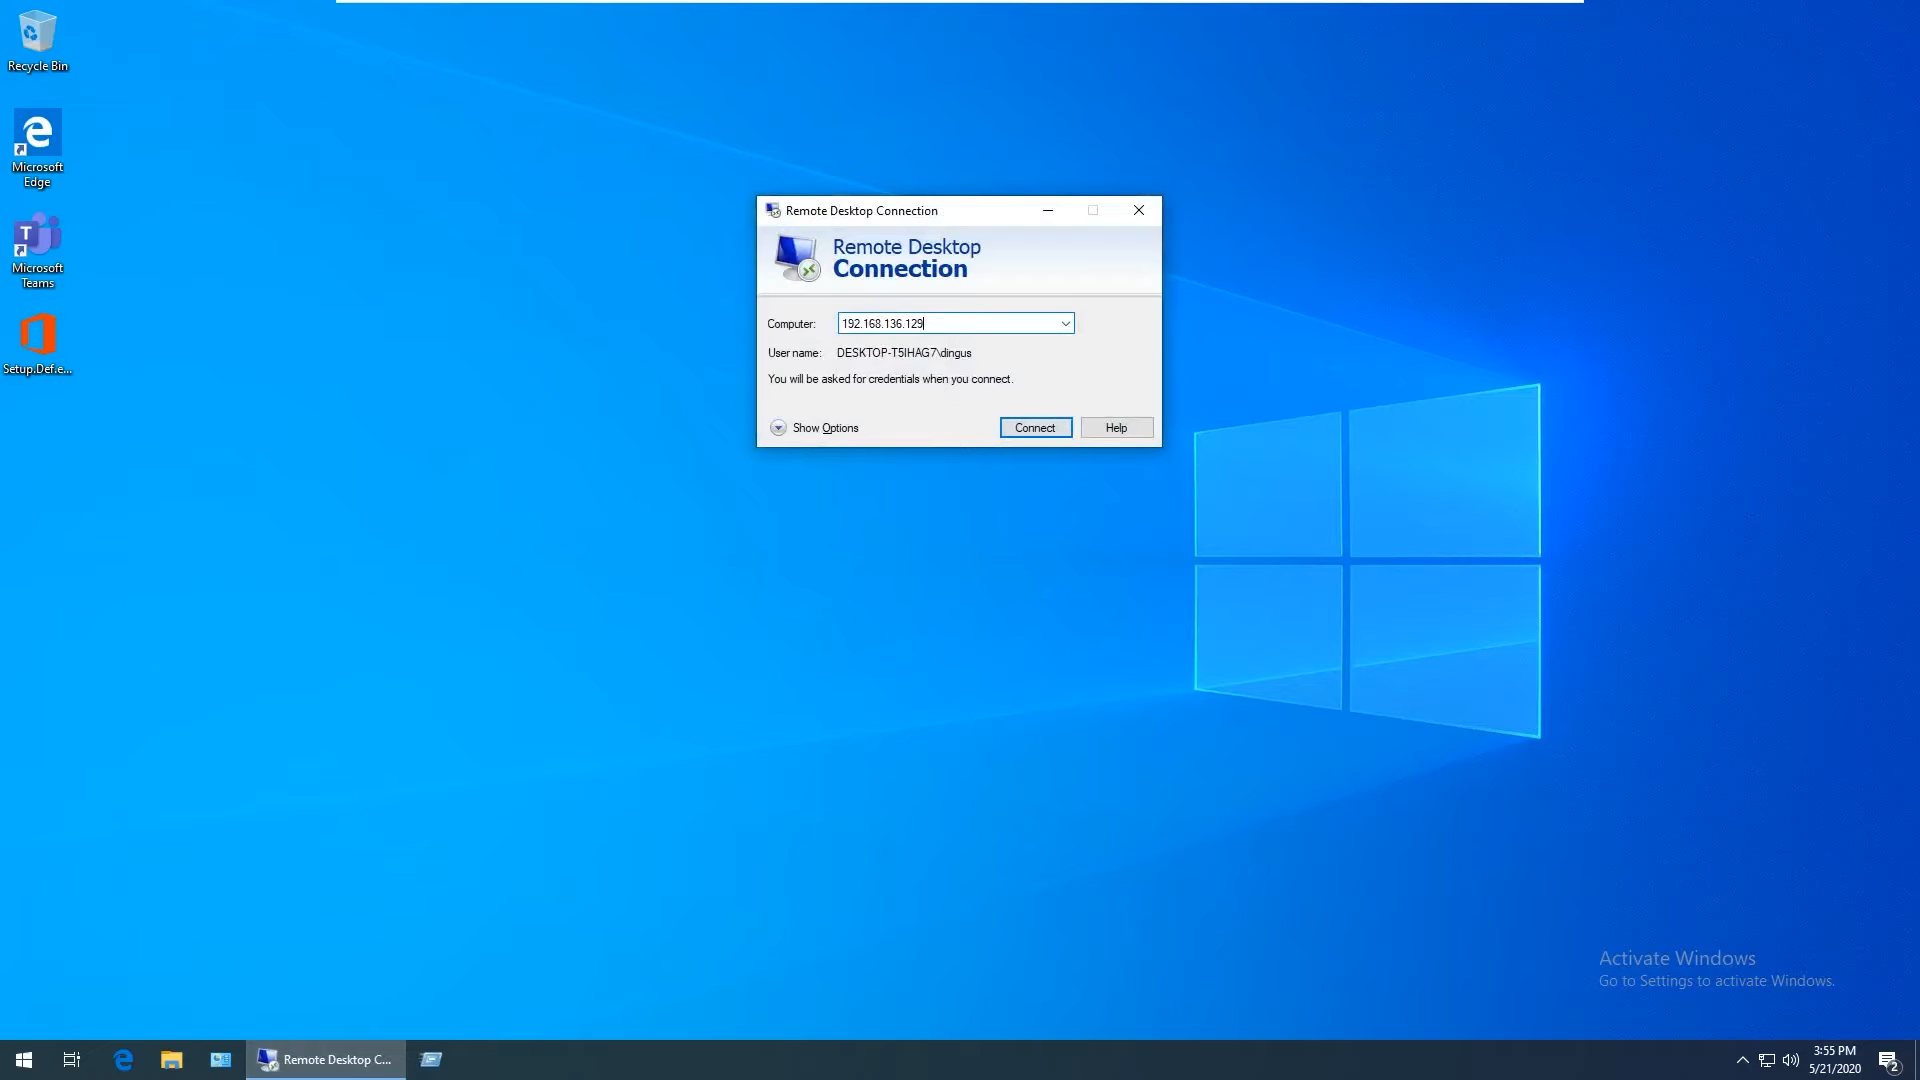 Recycle Bin
Microsoft
Edge
Microsoft
Teams
Setup.Def.e...
Remote Desktop Connection
Remote Desktop
Connection
Computer:
192.168.136.129
User name:
DESKTOP-T5IHAG7\dingus
You will be asked for credentials when you connect.
Show Options
Connect
Help
Activate Windows
Go to Settings to activate Windows.
Remote Desktop C...
3:55 PM
5/21/2020
2